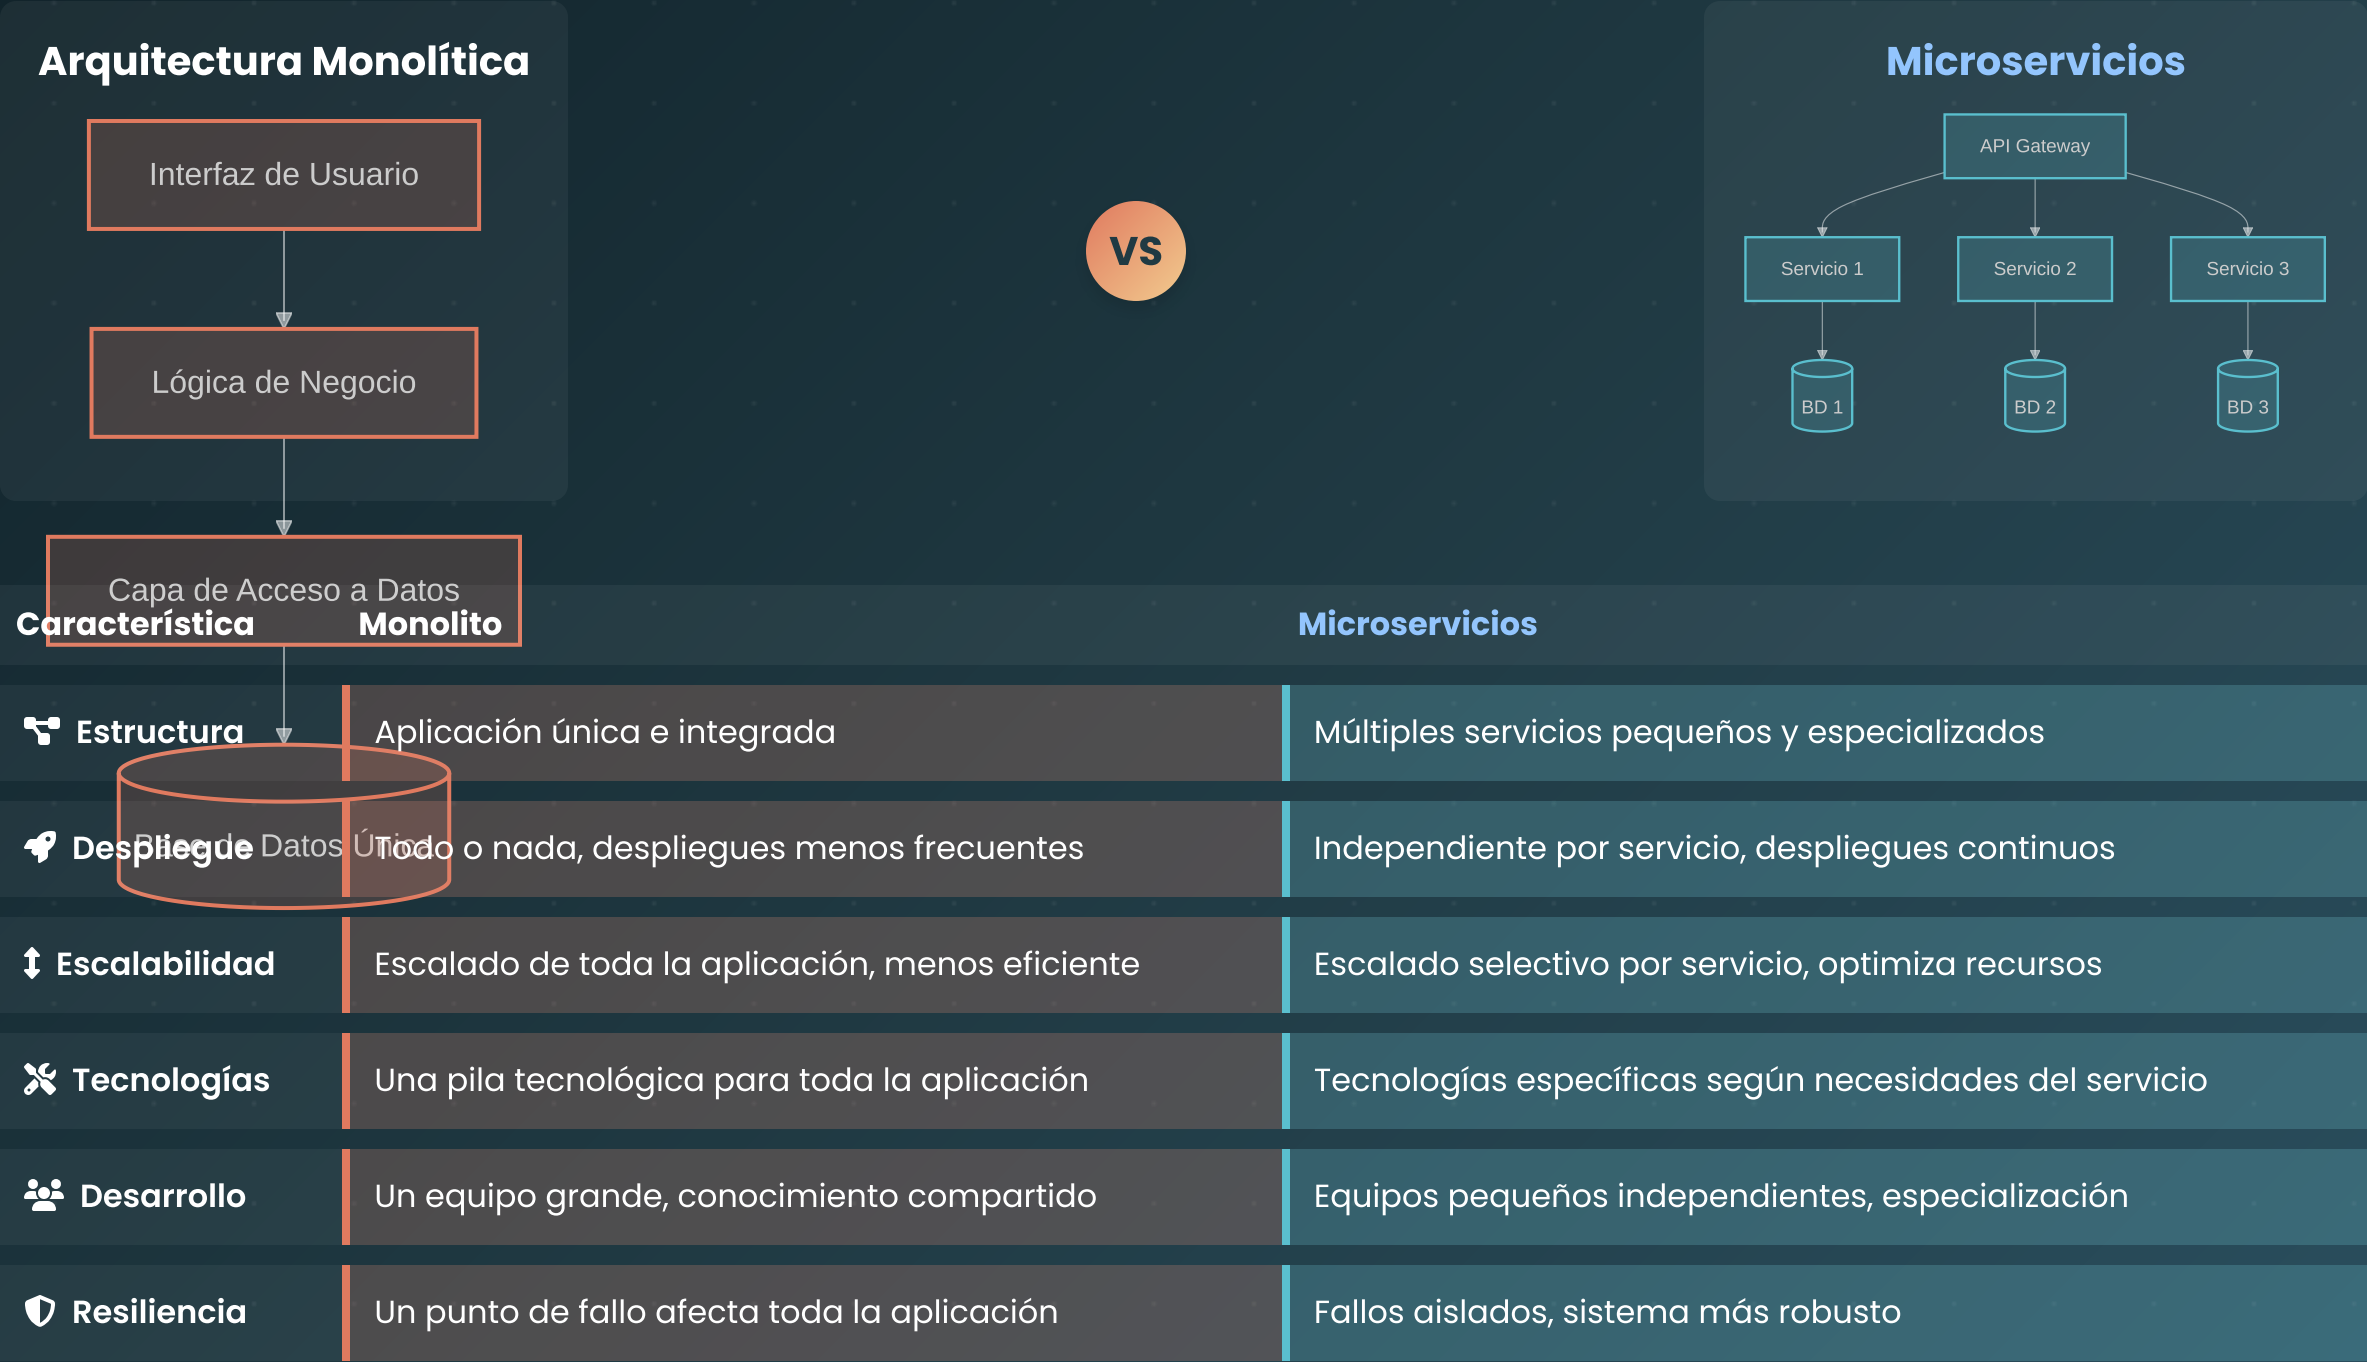 Arquitectura Monolítica
Interfaz de Usuario
Lógica de Negocio
Capa de Acceso a Datos
Base de Datos Única
VS
Microservicios
API Gateway
Servicio 1 Servicio 2 Servicio 3
BD 1 BD 2 BD 3
Característica Monolito Microservicios
Estructura Aplicación única e integrada Múltiples servicios pequeños y especializados
Despliegue Todo o nada, despliegues menos frecuentes Independiente por servicio, despliegues continuos
Escalabilidad Escalado de toda la aplicación, menos eficiente Escalado selectivo por servicio, optimiza recursos
Tecnologías Una pila tecnológica para toda la aplicación Tecnologías específicas según necesidades del servicio
Desarrollo Un equipo grande, conocimiento compartido Equipos pequeños independientes, especialización
Resiliencia Un punto de fallo afecta toda la aplicación Fallos aislados, sistema más robusto